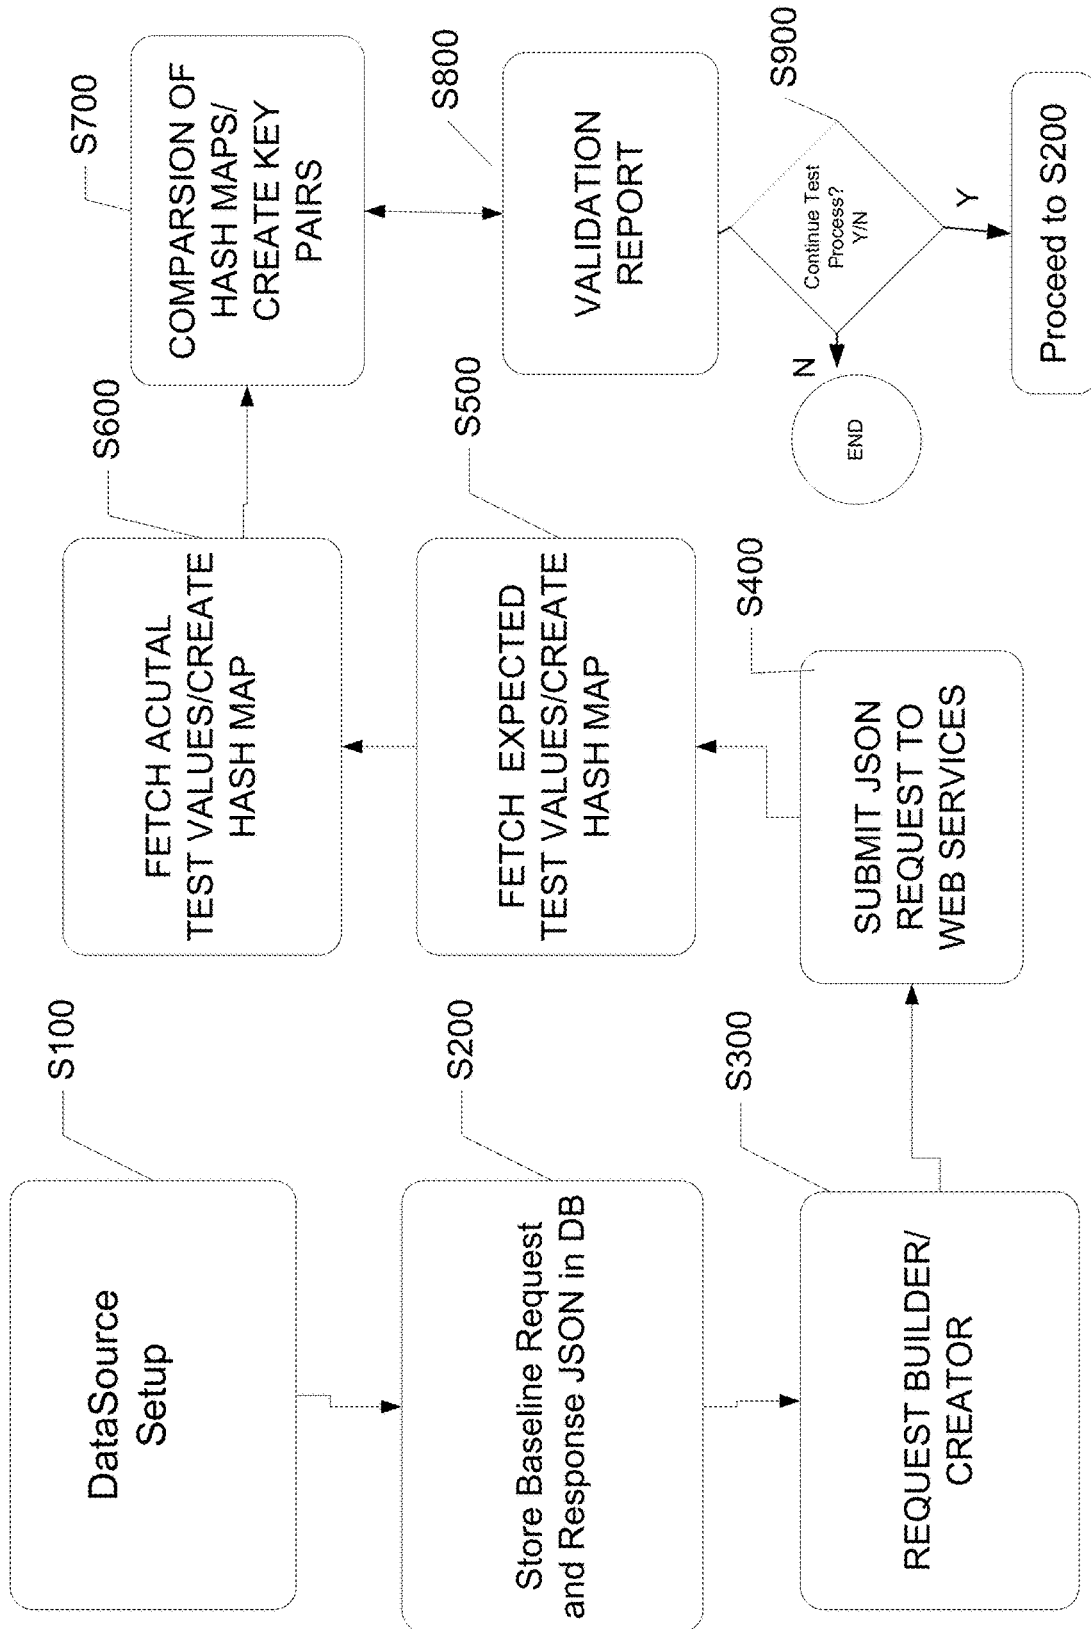 DataSource
Setup
S100
Store Baseline Request
and Response JSON in DB
S200
REQUEST BUILDER/
CREATOR
S300
SUBMIT JSON
REQUEST TO
WEB SERVICES
S400
FETCH EXPECTED
TEST VALUES/CREATE
HASH MAP
S500
FETCH ACUTAL
TEST VALUES/CREATE
HASH MAP
S600
COMPARSION OF
HASH MAPS/
CREATE KEY
PAIRS
S700
VALIDATION
REPORT
S800
Continue Test
Process?
Y/N
S900
N
END
Y
Proceed to S200